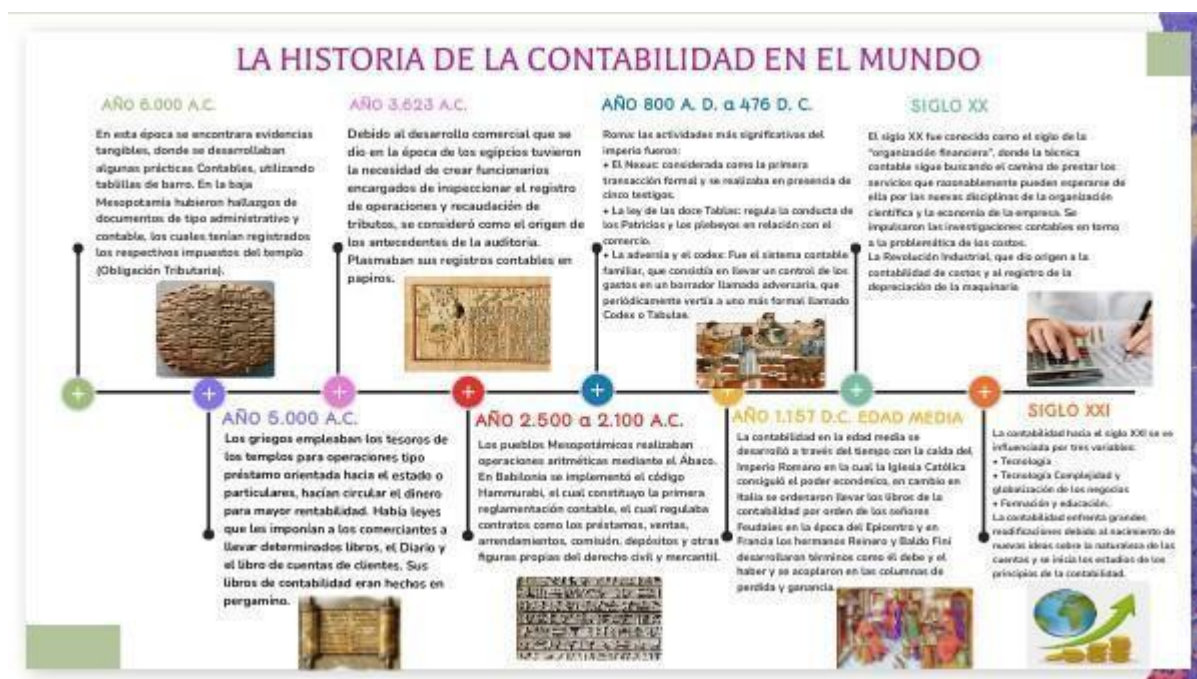 LA HISTORIA DE LA CONTABILIDAD EN EL MUNDO
AÑO 6.000 A.C.
En esta época se encontrara evidencias
tangibles, donde se desarrollaban
algunas prácticas Contables, utilizando
tablillas de barro. En la baja
Mesopotamia hubieron hallazgos de
documentos de tipo administrativo y
contable, los cuales tenían registrados
los respectivos impuestos del templo
(Obligación Tributaria).
AÑO 5.000 A.C.
Los griegos empleaban los tesoros de
los templos para operaciones tipo
préstamo orientada hacia el estado o
particulares, hacían circular el dinero
para mayor rentabilidad. Había leyes
que les imponían a los comerciantes a
llevar determinados libros, el Diario y
el libro de cuentas de clientes. Sus
libros de contabilidad eran hechos en
pergamino.
AÑO 3.623 A.C.
Debido al desarrollo comercial que se
dio en la época de los egipcios tuvieron
la necesidad de crear funcionarios
encargados de inspeccionar el registro
de operaciones y recaudación de
tributos, se consideró como el origen de
los antecedentes de la auditoria.
Plasmaban sus registros contables en
papiros.
AÑO 2.500 a 2.100 A.C.
Los pueblos Mesopotámicos realizaban
operaciones aritméticas mediante el Ábaco.
En Babilonia se implementó el código
Hammurabi, el cual constituyo la primera
reglamentación contable, el cual regulaba
contratos como los préstamos, ventas,
arrendamientos, comisión, depósitos y otras
figuras propias del derecho civil y mercantil.
AÑO 800 A. D. a 476 D. C.
Roma: las actividades más significativas del
imperio fueron:
+ El Nexus: considerada como la primera
transacción formal y se realizaba en presencia de
cinco testigos.
+ La ley de las doce Tablas: regula la conducta de
los Patricios y los plebeyos en relación con el
comercio.
+ La adversia y el codex: Fue el sistema contable
familiar, que consistía en llevar un control de los
gastos en un borrador llamado adversaria, que
periódicamente vertía a uno más formal llamado
Codex o Tabulae.
AÑO 1.157 D.C. EDAD MEDIA
La contabilidad en la edad media se
desarrolló a través del tiempo con la caída del
Imperio Romano en la cual la Iglesia Católica
consiguió el poder económico, en cambio en
Italia se ordenaron llevar los libros de la
contabilidad por orden de los señores
Feudales en la época del Epicentro y en
Francia los hermanos Reinero y Baldo Fini
desarrollaron términos como él debe y el
haber y se acoplaron en las columnas de
perdida y ganancia.
SIGLO XX
El siglo XX fue conocido como el siglo de la
"organización financiera", donde la técnica
contable sigue buscando el camino de prestar los
servicios que razonablemente pueden esperarse de
ella por las nuevas disciplinas de la organización
científica y la economía de la empresa. Se
impulsaron las investigaciones contables en torno
a la problemática de los costos.
La Revolución Industrial, que dio origen a la
contabilidad de costos y al registro de la
depreciación de la maquinaria
SIGLO XXI
La contabilidad hacia el siglo XXI se ve
influenciada por tres variables:
+ Tecnología
+ Tecnología Complejidad y
globalización de los negocios
+ Formación y educación.
La contabilidad enfrenta grandes
modificaciones debido al nacimiento de
nuevas ideas sobre la naturaleza de las
cuentas y se inicia los estudios de los
principios de la contabilidad.